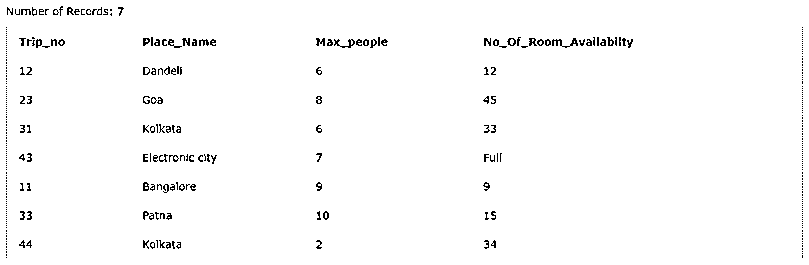 Number of Records: 7
Trip_no Place_Name Max_people No_Of_Room_Availabilty
12 Dandeli 6 12
23 Goa 8 45
31 Kolkata 6 33
43 Electronic city 7 Full
11 Bangalore 9 9
33 Patna 10 15
44 Kolkata 2 34